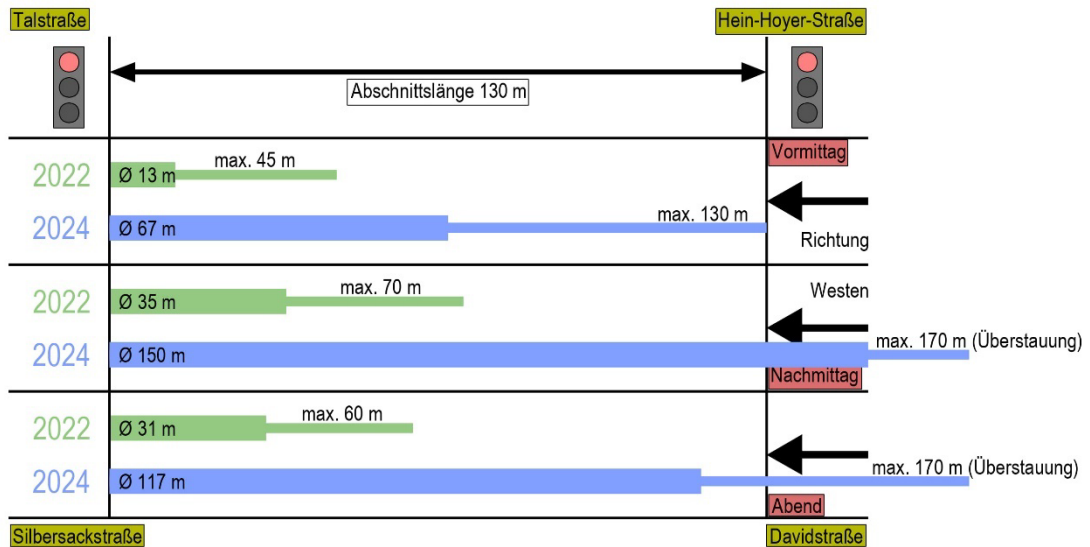 Talstraße
Hein-Hoyer-Straße
Abschnittslänge 130 m
Vormittag
2022
Ø 13 m
max. 45 m
2024
Ø 67 m
max. 130 m
Richtung
2022
Ø 35 m
max. 70 m
Westen
2024
Ø 150 m
max. 170 m (Überstauung)
Nachmittag
2022
Ø 31 m
max. 60 m
2024
Ø 117 m
max. 170 m (Überstauung)
Abend
Silbersackstraße
Davidstraße